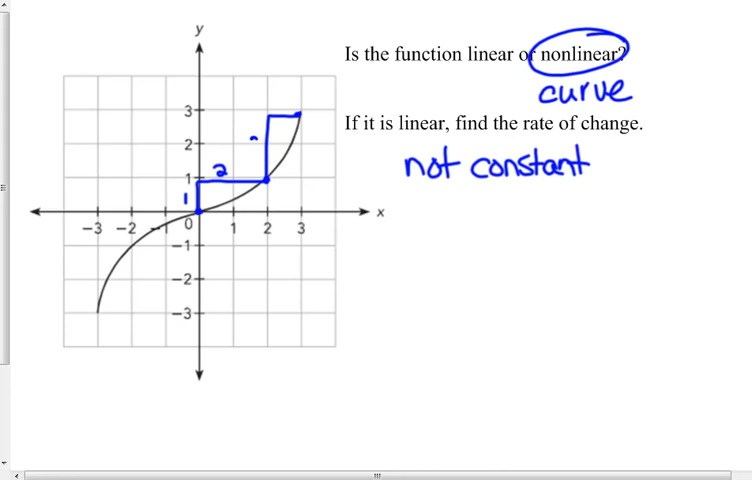 y
Is the function linear or nonlinear?
curve
If it is linear, find the rate of change.
not constant
3
2
1
2
1
x
-3 -2 -1 0 1 2 3
-1
-2
-3